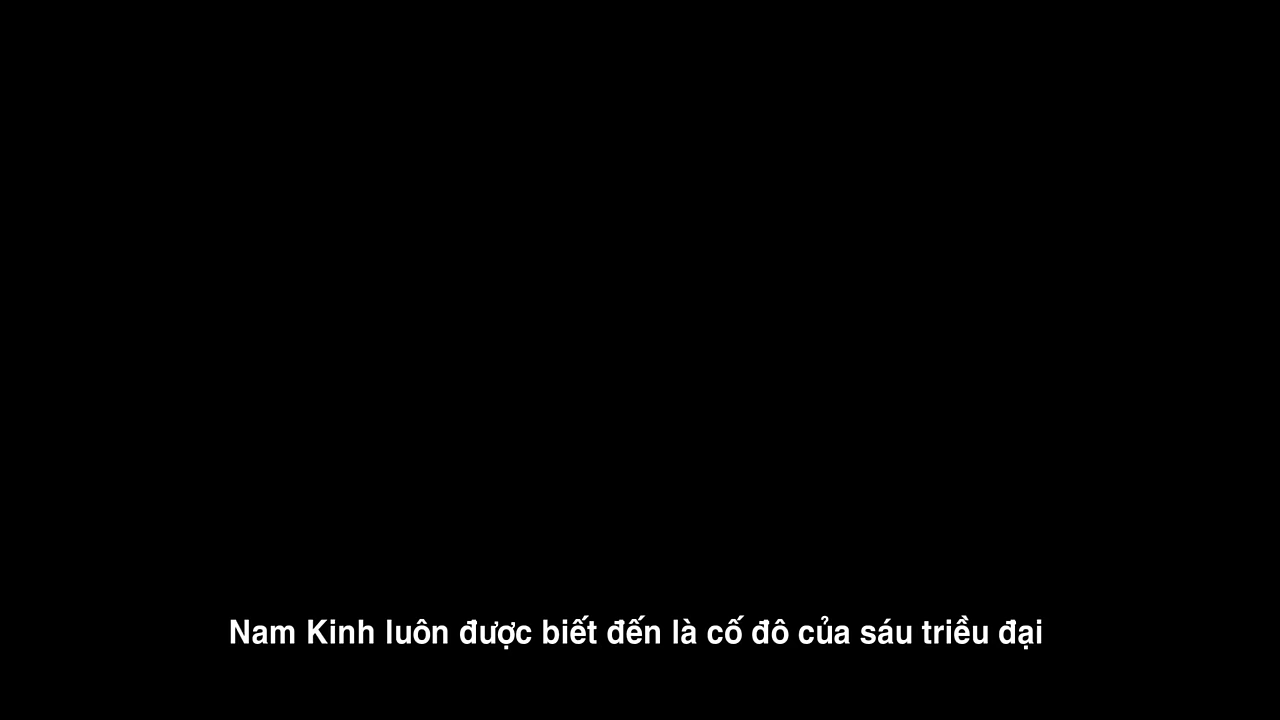 Nam Kinh luôn được biết đến là cố đô của sáu triều đại